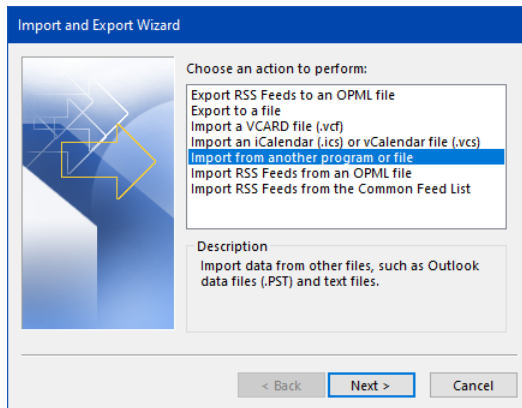 Import and Export Wizard
Choose an action to perform:
Export RSS Feeds to an OPML file
Export to a file
Import a VCARD file (.vcf)
Import an iCalendar (.ics) or vCalendar file (.vcs)
Import from another program or file
Import RSS Feeds from an OPML file
Import RSS Feeds from the Common Feed List
Description
Import data from other files, such as Outlook
data files (.PST) and text files.
< Back
Next >
Cancel